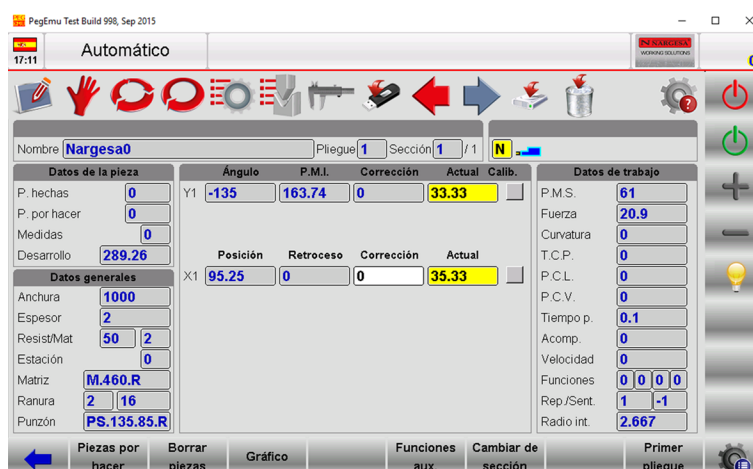 PegEmu Test Build 998, Sep 2015
17:11
Automático
NARGESA
WORKING SOLUTIONS
Nombre Nargesa0 Pliegue 1 Sección 1 / 1 N
Datos de la pieza
P. hechas 0
P. por hacer 0
Medidas 0
Desarrollo 289.26
Datos generales
Anchura 1000
Espesor 2
Resist/Mat 50 2
Estación 0
Matriz M.460.R
Ranura 2 16
Punzón PS.135.85.R
Ángulo P.M.I. Corrección Actual Calib.
Y1 -135 163.74 0 33.33
Posición Retroceso Corrección Actual
X1 95.25 0 0 35.33
Datos de trabajo
P.M.S. 61
Fuerza 20.9
Curvatura 0
T.C.P. 0
P.C.L. 0
P.C.V. 0
Tiempo p. 0.1
Acomp. 0
Velocidad 0
Funciones 0 0 0 0
Rep./Sent. 1 -1
Radio int. 2.667
Piezas por hacer
Borrar piezas
Gráfico
Funciones aux
Cambiar de sección
Primer pliegue